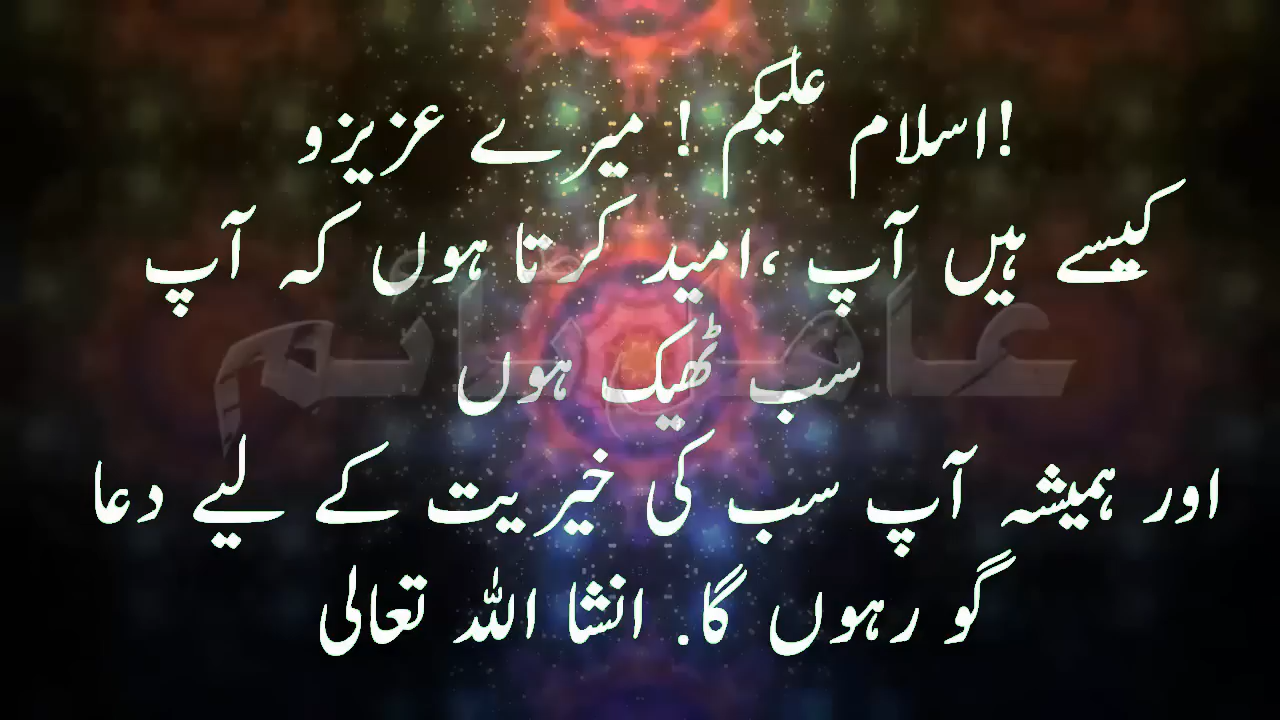 !اسلام علیکم ! میرے عزیزو
کیسے ہیں آپ ،امید کرتا ہوں کہ آپ
سب ٹھیک ہوں
اور ہمیشہ آپ سب کی خیریت کے لیے دعا
گو رہوں گا. انشا اللہ تعالی